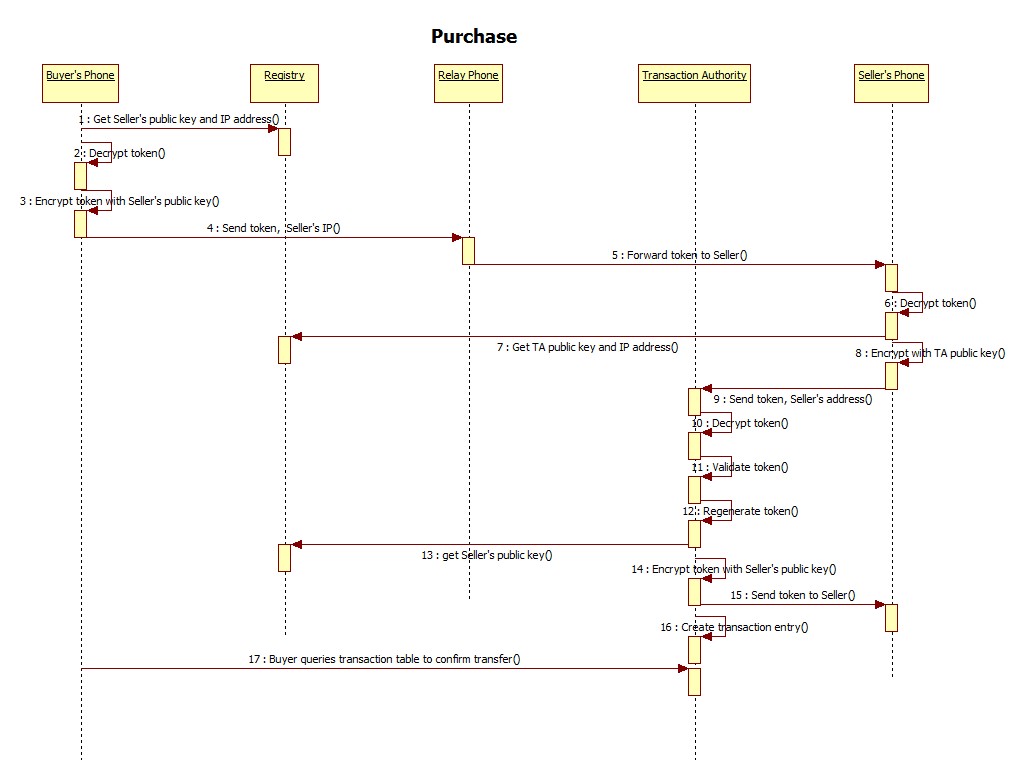 Purchase
Buyer's Phone
Registry
Relay Phone
Transaction Authority
Seller's Phone
1 : Get Seller's public key and IP address()
2 : Decrypt token()
3 : Encrypt token with Seller's public key()
4 : Send token, Seller's IP()
5 : Forward token to Seller()
6 : Decrypt token()
7 : Get TA public key and IP address()
8 : Encrypt with TA public key()
9 : Send token, Seller's address()
10 : Decrypt token()
11 : Validate token()
12 : Regenerate token()
13 : get Seller's public key()
14 : Encrypt token with Seller's public key()
15 : Send token to Seller()
16 : Create transaction entry()
17 : Buyer queries transaction table to confirm transfer()